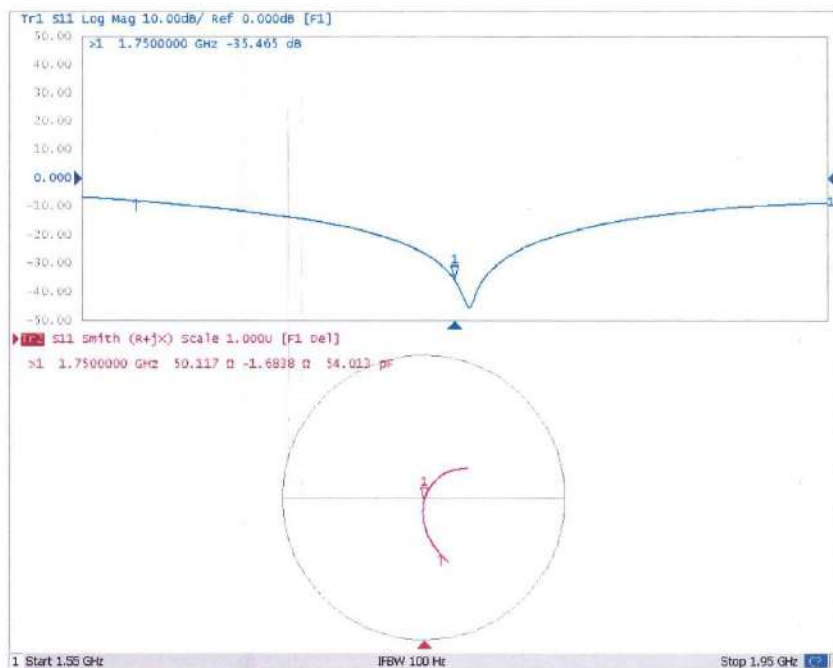 Tr1 S11 Log Mag 10.00dB/ Ref 0.000dB [F1]
50.00
>1 1.7500000 GHz -35.465 dB
40.00
30.00
20.00
10.00
0.000
-10.00
1
-20.00
-30.00
1
-40.00
-50.00
Tr2 S11 Smith (R+jX) Scale 1.000U [F1 Del]
>1 1.7500000 GHz 50.117 Ω -1.6838 Ω 54.013 pF
1
1 Start 1.55 GHz IFBW 100 Hz Stop 1.95 GHz C?